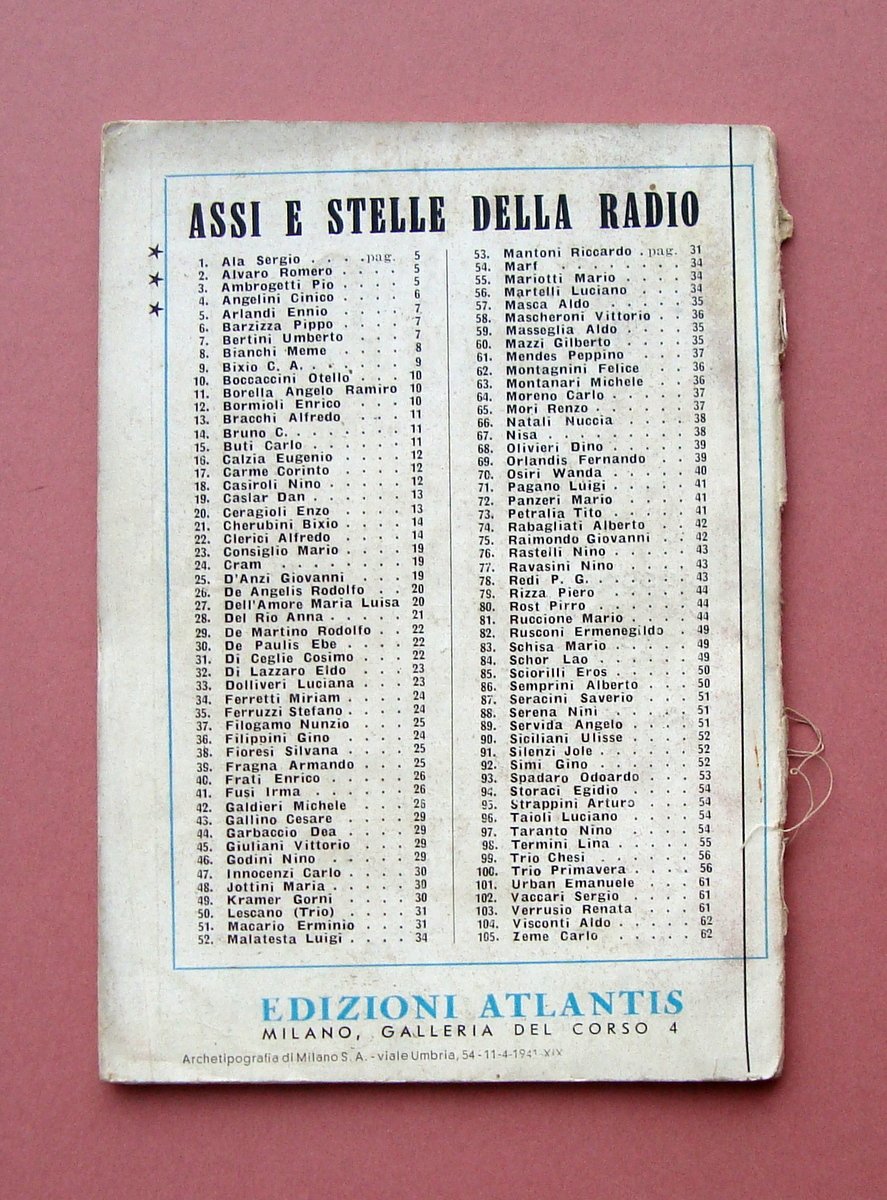 ASSI E STELLE DELLA RADIO
1. Ala Sergio . . . . pag. 5
2. Alvaro Romero . . . . 5
3. Ambrogetti Pio . . . . 5
4. Angelini Cinico . . . . 6
5. Arlandi Ennio . . . . 7
6. Barzizza Pippo . . . . 7
7. Bertini Umberto . . . . 7
8. Bianchi Meme . . . . 8
9. Bixio C. A. . . . . . 9
10. Boccaccini Otello . . . 10
11. Borella Angelo Ramiro 10
12. Bormioli Enrico . . . . 10
13. Bracchi Alfredo . . . . 11
14. Bruno C. . . . . . . 11
15. Buti Carlo . . . . . . 11
16. Calzia Eugenio . . . . 12
17. Carme Corinto . . . . 12
18. Casiroli Nino . . . . . 12
19. Caslar Dan . . . . . . 13
20. Ceragioli Enzo . . . . 13
21. Cherubini Bixio . . . . 14
22. Clerici Alfredo . . . . 14
23. Consiglio Mario . . . . 19
24. Cram . . . . . . . 19
25. D'Anzi Giovanni . . . 19
26. De Angelis Rodolfo . . 20
27. Dell'Amore Maria Luisa 20
28. Del Rio Anna . . . . . 21
29. De Martino Rodolfo . . 22
30. De Paulis Ebe . . . . 22
31. Di Ceglie Cosimo . . . 22
32. Di Lazzaro Eldo . . . 23
33. Dolliveri Luciana . . . 23
34. Ferretti Miriam . . . . 24
35. Ferruzzi Stefano . . . . 24
37. Filogamo Nunzio . . . 25
36. Filippini Gino . . . . 24
38. Fioresi Silvana . . . . 25
39. Fragna Armando . . . . 25
40. Frati Enrico . . . . . 26
41. Fusi Irma . . . . . . 26
42. Galdieri Michele . . . 26
43. Gallino Cesare . . . . 29
44. Garbaccio Dea . . . . 29
45. Giuliani Vittorio . . . 29
46. Godini Nino . . . . . 29
47. Innocenzi Carlo . . . . 30
48. Jottini Maria . . . . . 30
49. Kramer Gorni . . . . . 30
50. Lescano (Trio) . . . . 31
51. Macario Erminio . . . . 31
52. Malatesta Luigi . . . . 34
53. Mantoni Riccardo . pag. 31
54. Marf . . . . . . . . 34
55. Mariotti Mario . . . . 34
56. Martelli Luciano . . . . 34
57. Masca Aldo . . . . . 35
58. Mascheroni Vittorio . . 36
59. Masseglia Aldo . . . . 35
60. Mazzi Gilberto . . . . 35
61. Mendes Peppino . . . . 37
62. Montagnini Felice . . . 36
63. Montanari Michele . . . 36
64. Moreno Carlo . . . . . 37
65. Mori Renzo . . . . . . 37
66. Natali Nuccia . . . . . 38
67. Nisa . . . . . . . . 38
68. Olivieri Dino . . . . . 39
69. Orlandis Fernando . . . 39
70. Osiri Wanda . . . . . 40
71. Pagano Luigi . . . . . 41
72. Panzeri Mario . . . . 41
73. Petralia Tito . . . . . 41
74. Rabagliati Alberto . . . 42
75. Raimondo Giovanni . . 42
76. Rastelli Nino . . . . . 43
77. Ravasini Nino . . . . 43
78. Redi P. G. . . . . . . 43
79. Rizza Piero . . . . . 44
80. Rost Pirro . . . . . . 44
81. Ruccione Mario . . . . 44
82. Rusconi Ermenegildo . 49
83. Schisa Mario . . . . . 49
84. Schor Lao . . . . . . 49
85. Sciorilli Eros . . . . . 50
86. Semprini Alberto . . . 50
87. Seracini Saverio . . . 51
88. Serena Nini . . . . . 51
89. Servida Angelo . . . . 51
90. Siciliani Ulisse . . . . 52
91. Silenzi Jole . . . . . 52
92. Simi Gino . . . . . . 52
93. Spadaro Odoardo . . . 53
94. Storaci Egidio . . . . 54
95. Strappini Arturo . . . . 54
96. Taioli Luciano . . . . 54
97. Taranto Nino . . . . . 54
98. Termini Lina . . . . . 55
99. Trio Chesi . . . . . . 56
100. Trio Primavera . . . . 56
101. Urban Emanuele . . . 61
102. Vaccari Sergio . . . . 61
103. Verrusio Renata . . . . 61
104. Visconti Aldo . . . . . 62
105. Zeme Carlo . . . . . 62
EDIZIONI ATLANTIS
MILANO, GALLERIA DEL CORSO 4
Archetipografia di Milano S. A. - viale Umbria, 54 - 11-4-1941-XIX